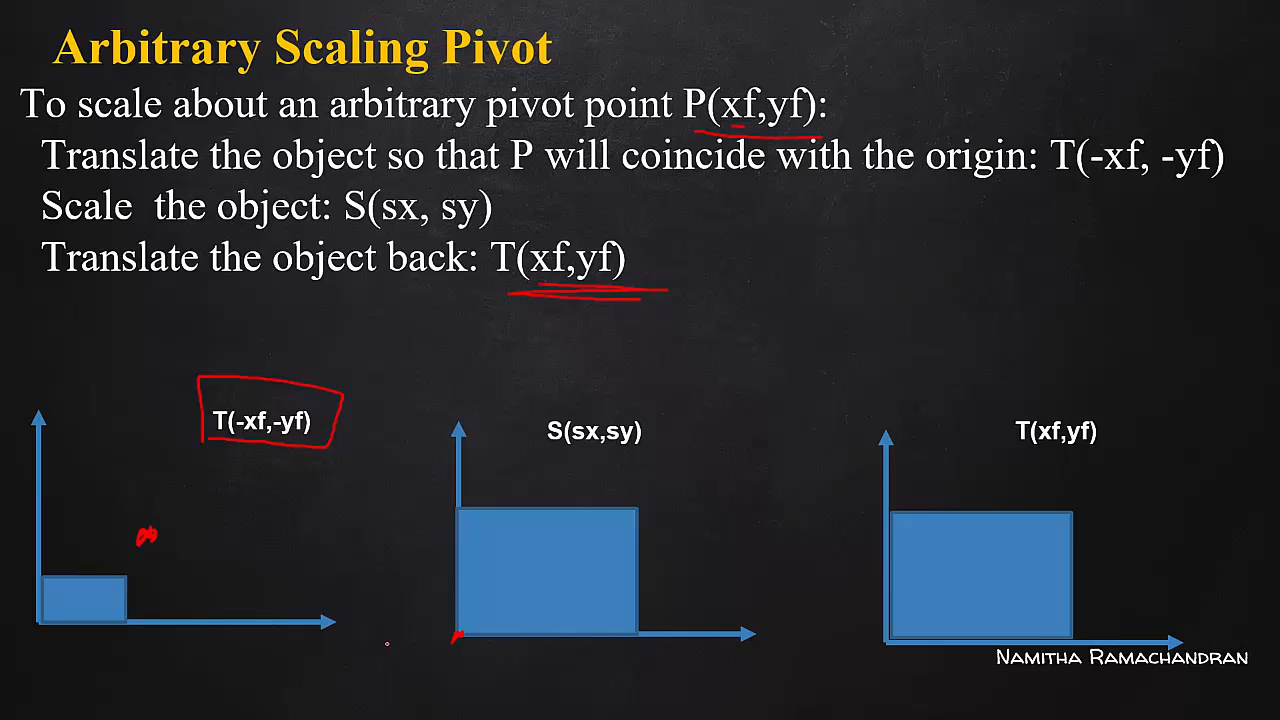 Arbitrary Scaling Pivot
To scale about an arbitrary pivot point P(xf,yf):
Translate the object so that P will coincide with the origin: T(-xf, -yf)
Scale the object: S(sx, sy)
Translate the object back: T(xf,yf)
T(-xf,-yf)
S(sx,sy)
T(xf,yf)
Namitha Ramachandran